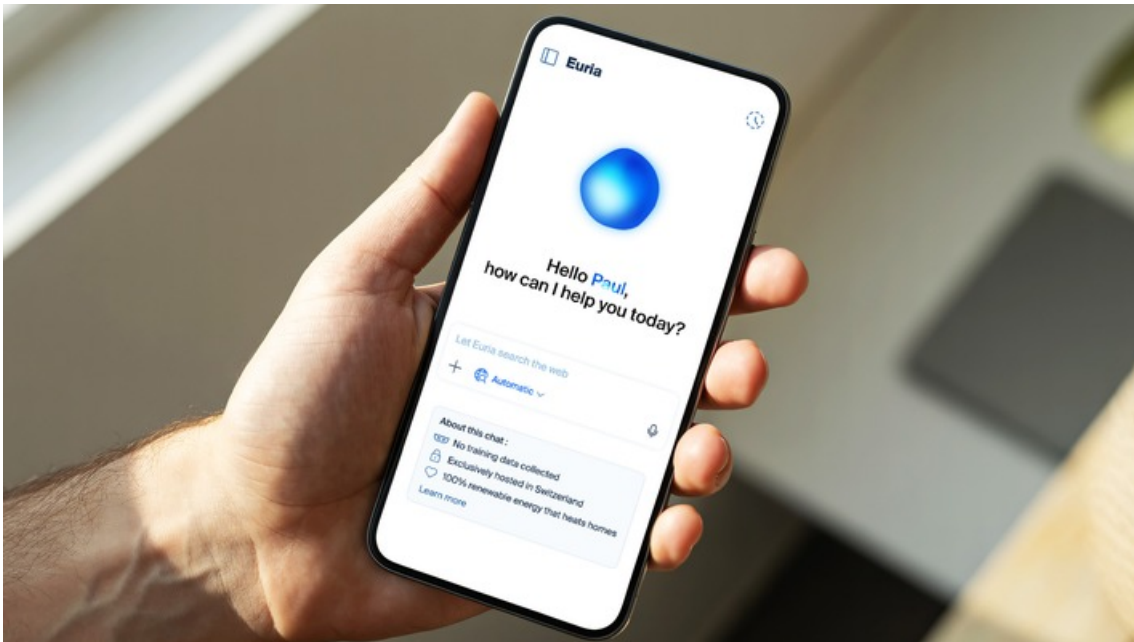 Euria
Hello Paul,
how can I help you today?
Let Euria search the web
Automatic
About this chat :
No training data collected
Exclusively hosted in Switzerland
100% renewable energy that heats homes
Learn more